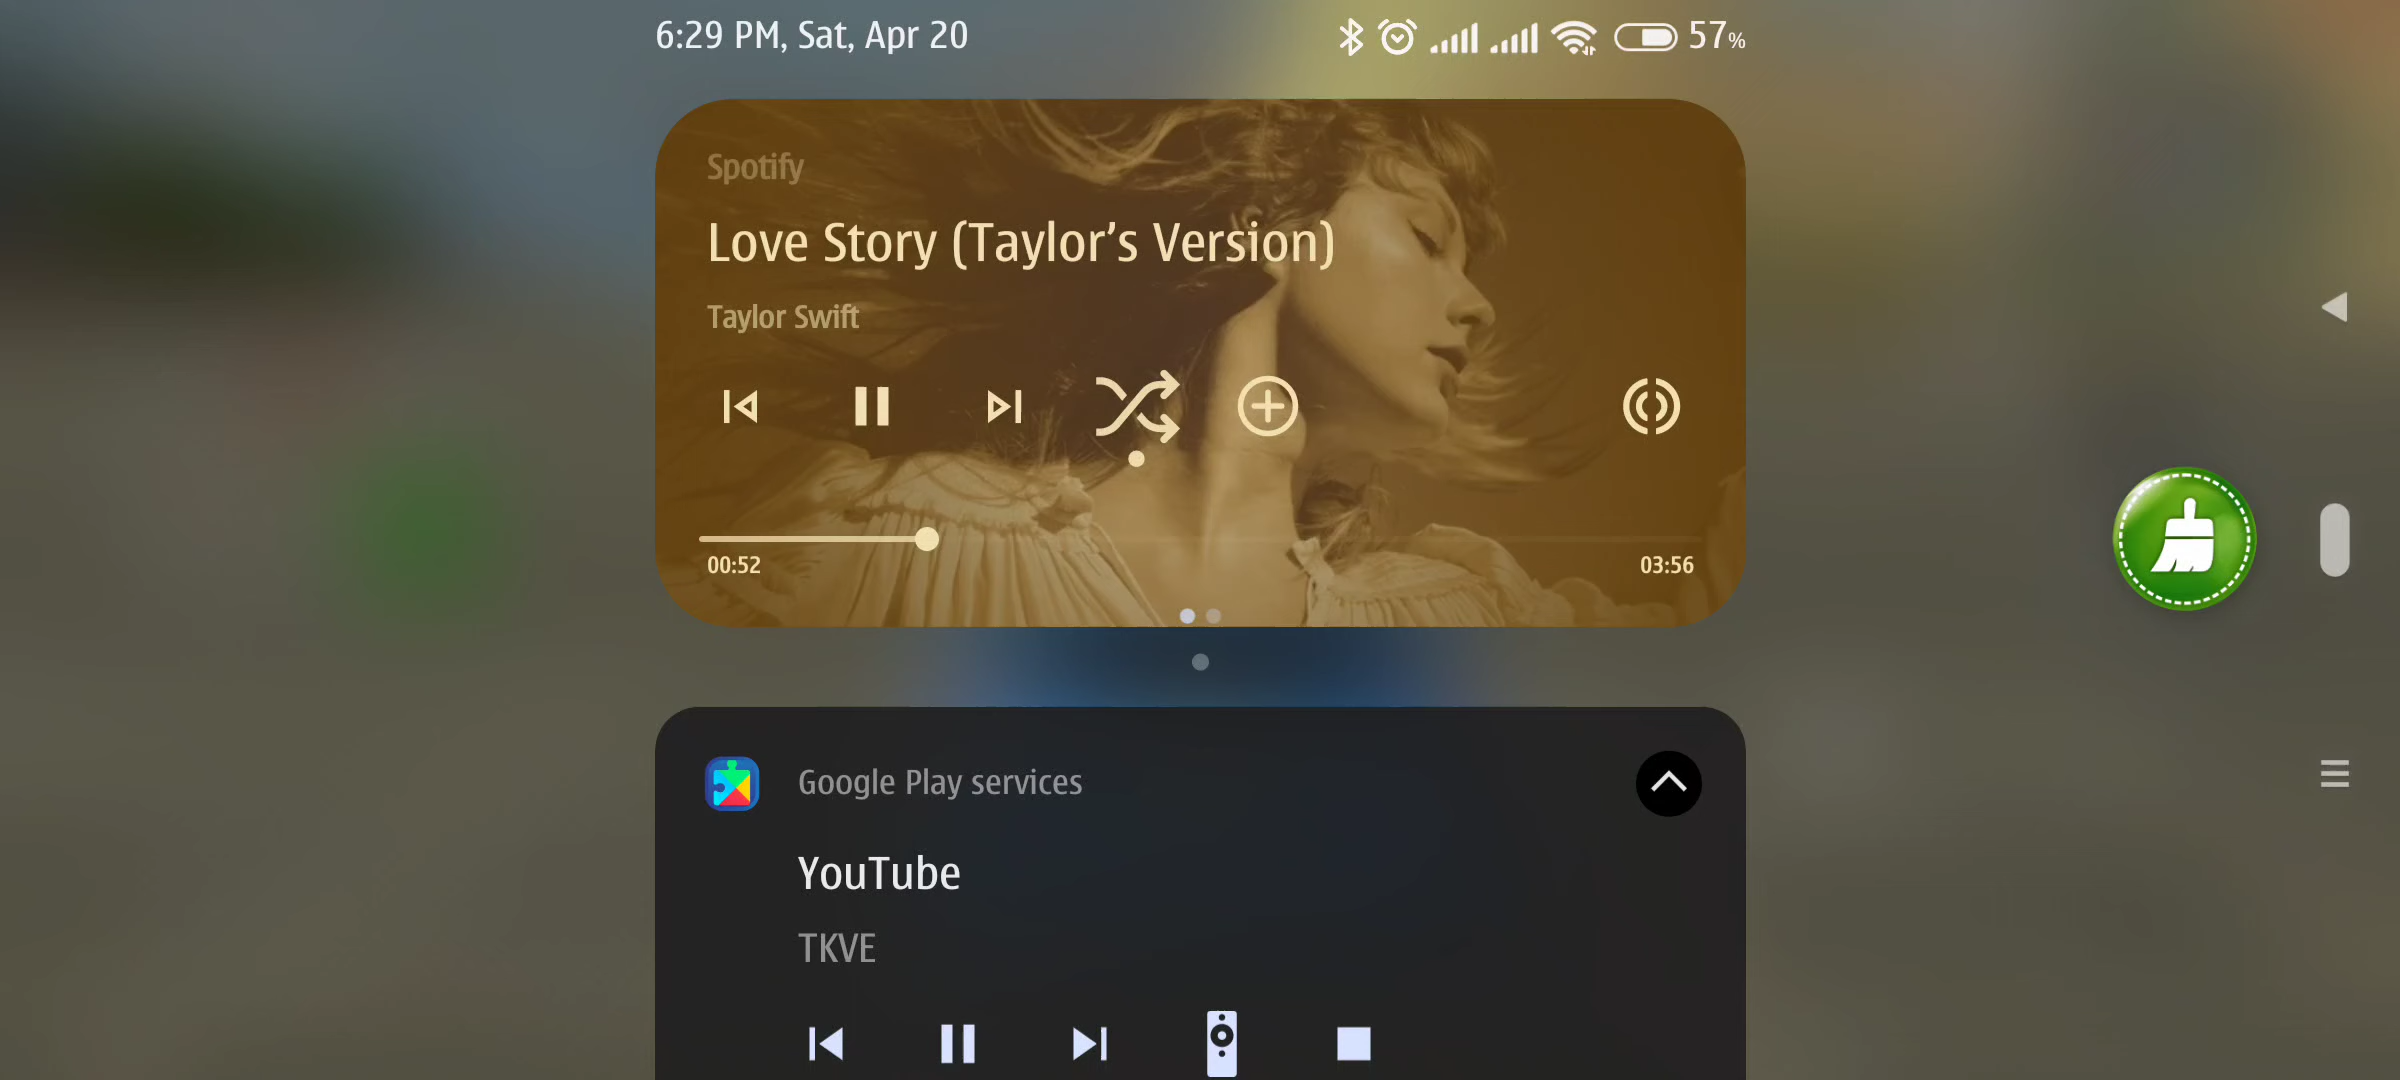 6:29 PM, Sat, Apr 20
57%
Spotify
Love Story (Taylor’s Version)
Taylor Swift
00:52
03:56
Google Play services
YouTube
TKVE